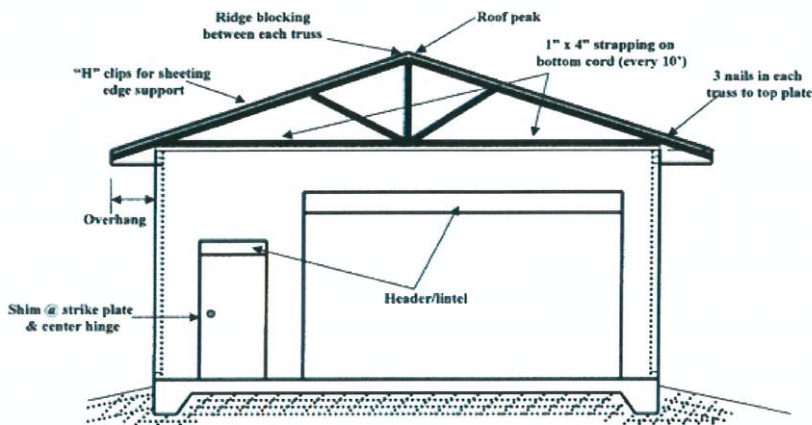 Ridge blocking
between each truss
Roof peak
1" x 4" strapping on
bottom cord (every 10')
"H" clips for sheeting
edge support
3 nails in each
truss to top plate
Overhang
Header/lintel
Shim @ strike plate
& center hinge